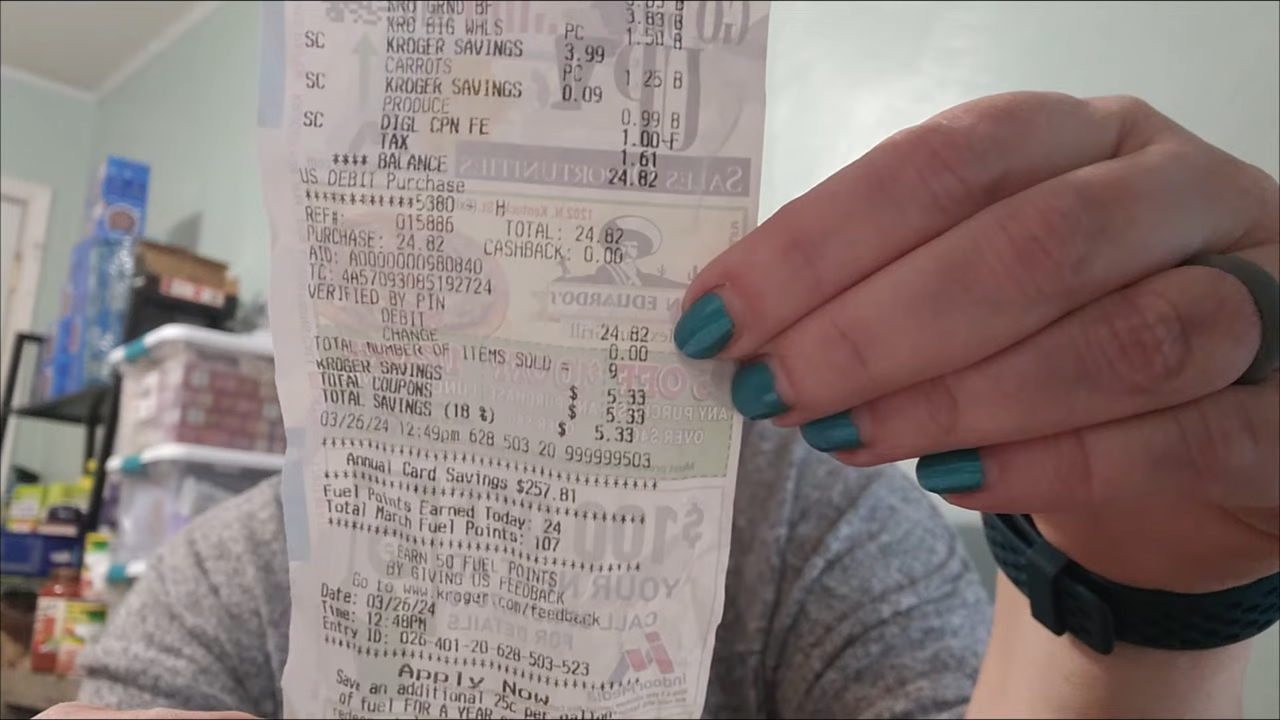 KRO GRND BF 3.83 B
KRO BIG WHLS 1.50 B
SC KROGER SAVINGS PC 3.99
CARROTS 1 25 B
SC KROGER SAVINGS PC 0.09
PRODUCE 0.99 B
SC DIGL CPN FE 1.00-F
TAX 1.61
**** BALANCE 24.82
US DEBIT Purchase
************5380 H
REF#: 015886 TOTAL: 24.82
PURCHASE: 24.82 CASHBACK: 0.00
AID: A0000000980840
TC: 4A57093085192724
VERIFIED BY PIN
DEBIT 24.82
CHANGE 0.00
TOTAL NUMBER OF ITEMS SOLD = 9
KROGER SAVINGS $ 5.33
TOTAL COUPONS $ 5.33
TOTAL SAVINGS (18 %) $ 5.33
03/26/24 12:49pm 628 503 20 999999503
Annual Card Savings $257.81
Fuel Points Earned Today: 24
Total March Fuel Points: 107
EARN 50 FUEL POINTS
BY GIVING US FEEDBACK
Go to www.kroger.com/feedback
Date: 03/26/24
Time: 12:48PM
Entry ID: 026-401-20-628-503-523
Apply Now
Save an additional 25c per gallon
of fuel FOR A YEAR